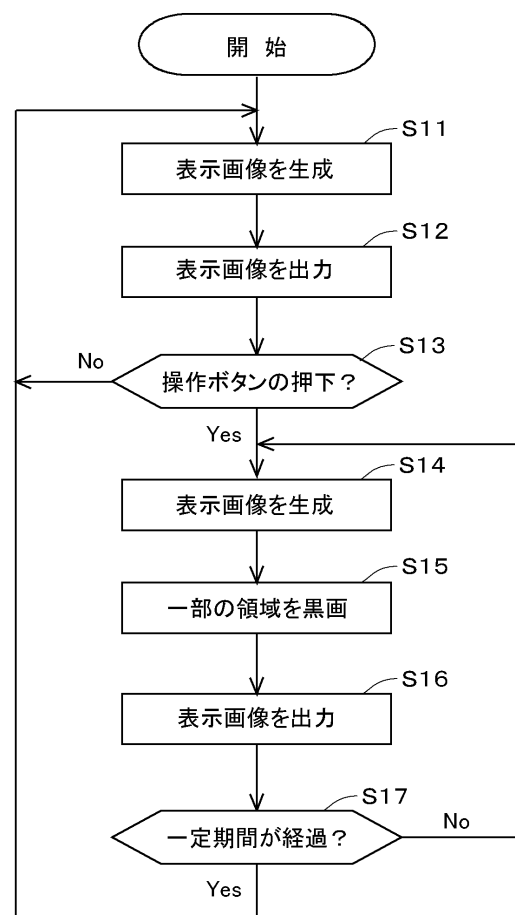 開 始
S11
表示画像を生成
S12
表示画像を出力
S13
操作ボタンの押下？
No
Yes
S14
表示画像を生成
S15
一部の領域を黒画
S16
表示画像を出力
S17
一定期間が経過？
No
Yes